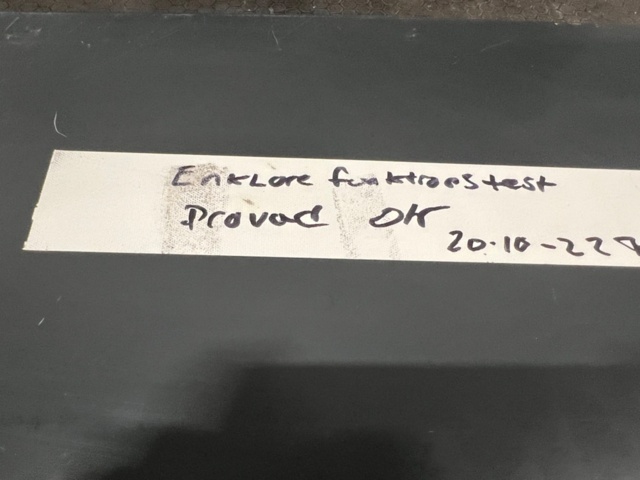 Enklare funktionstest
Provad OK
20-10-22